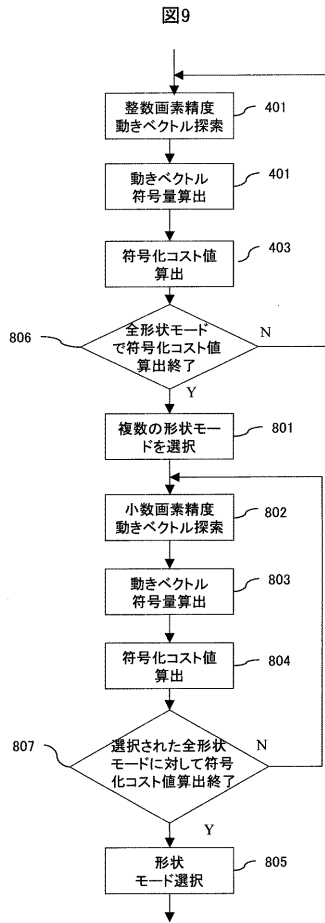 図9
整数画素精度
動きベクトル探索
401
動きベクトル
符号量算出
401
符号化コスト値
算出
403
806
全形状モード
で符号化コスト値
算出終了
N
Y
複数の形状モー
ドを選択
801
小数画素精度
動きベクトル探索
802
動きベクトル
符号量算出
803
符号化コスト値
算出
804
807
選択された全形状
モードに対して符号
化コスト値算出終了
N
Y
形状
モード選択
805